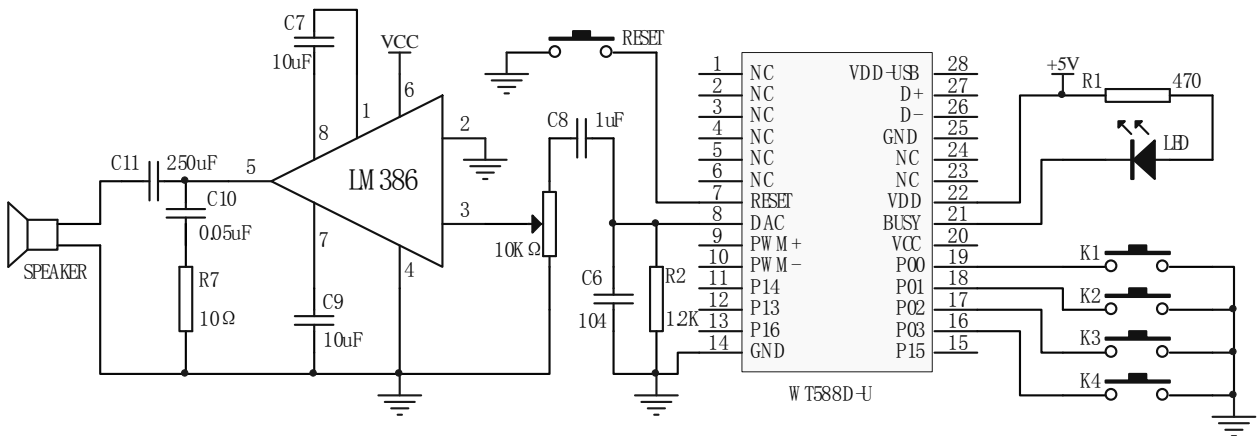 C7
10uF
VCC
6
1
8
2
5
LM386
3
7
4
C11
250uF
C10
0.05uF
SPEAKER
R7
10Ω
C9
10uF
RESET
C8
1uF
10KΩ
C6
104
R2
1.2K
1 NC VDD-USB 28
2 NC D+ 27
3 NC D- 26
4 NC GND 25
5 NC NC 24
6 NC NC 23
7 RESET VDD 22
8 DAC BUSY 21
9 PWM+ VCC 20
10 PWM- P00 19
11 P14 P01 18
12 P13 P02 17
13 P16 P03 16
14 GND P15 15
WT588D-U
+5V
R1
470
LED
K1
K2
K3
K4